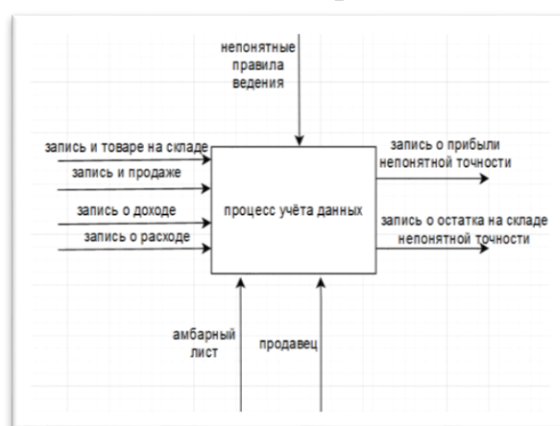 непонятные
правила
ведения
запись и товаре на складе
запись и продаже
запись о доходе
запись о расходе
процесс учёта данных
запись о прибыли
непонятной точности
запись о остатка на складе
непонятной точности
амбарный
лист
продавец